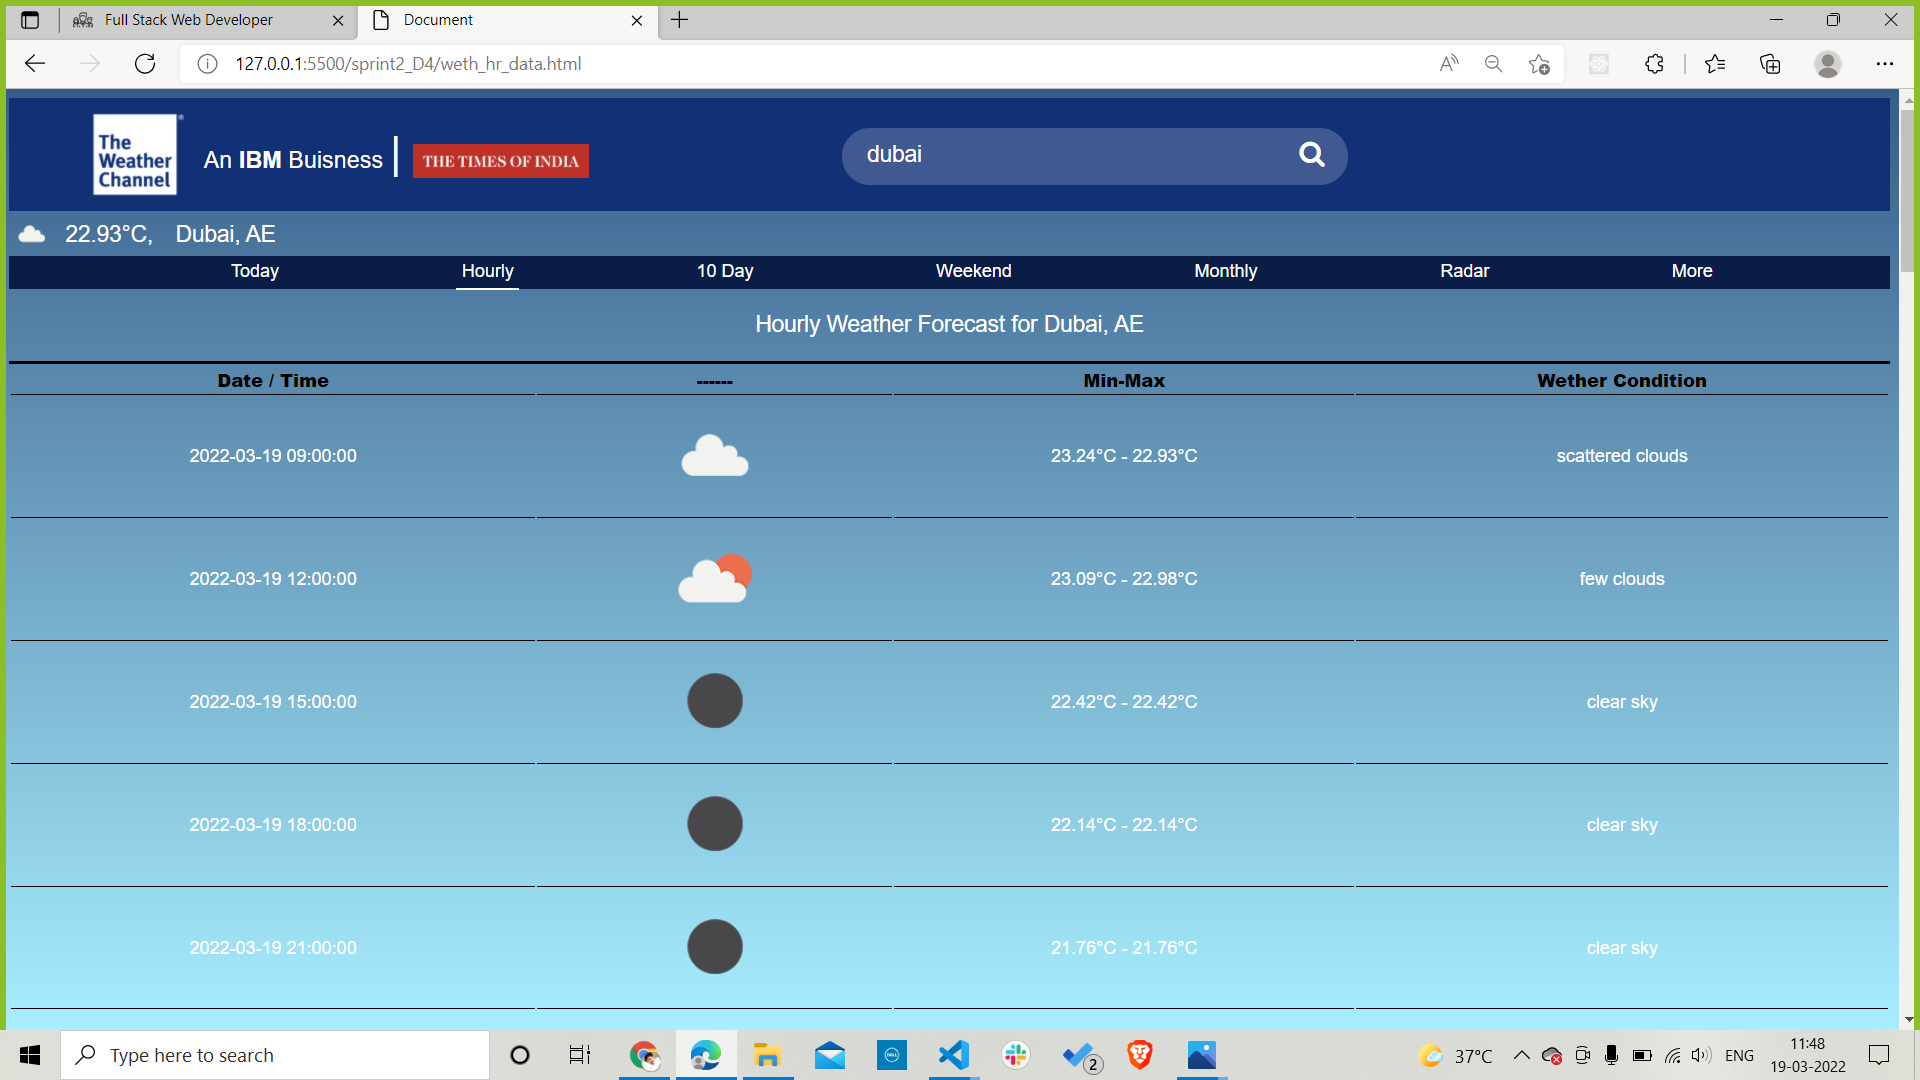 Full Stack Web Developer
Document
127.0.0.1:5500/sprint2_D4/weth_hr_data.html
The Weather Channel
An IBM Buisness
THE TIMES OF INDIA
dubai
22.93°C, Dubai, AE
Today Hourly 10 Day Weekend Monthly Radar More
Hourly Weather Forecast for Dubai, AE
Date / Time ------ Min-Max Wether Condition
2022-03-19 09:00:00 23.24°C - 22.93°C scattered clouds
2022-03-19 12:00:00 23.09°C - 22.98°C few clouds
2022-03-19 15:00:00 22.42°C - 22.42°C clear sky
2022-03-19 18:00:00 22.14°C - 22.14°C clear sky
2022-03-19 21:00:00 21.76°C - 21.76°C clear sky
Type here to search
DELL
2
37°C
ENG
11:48
19-03-2022